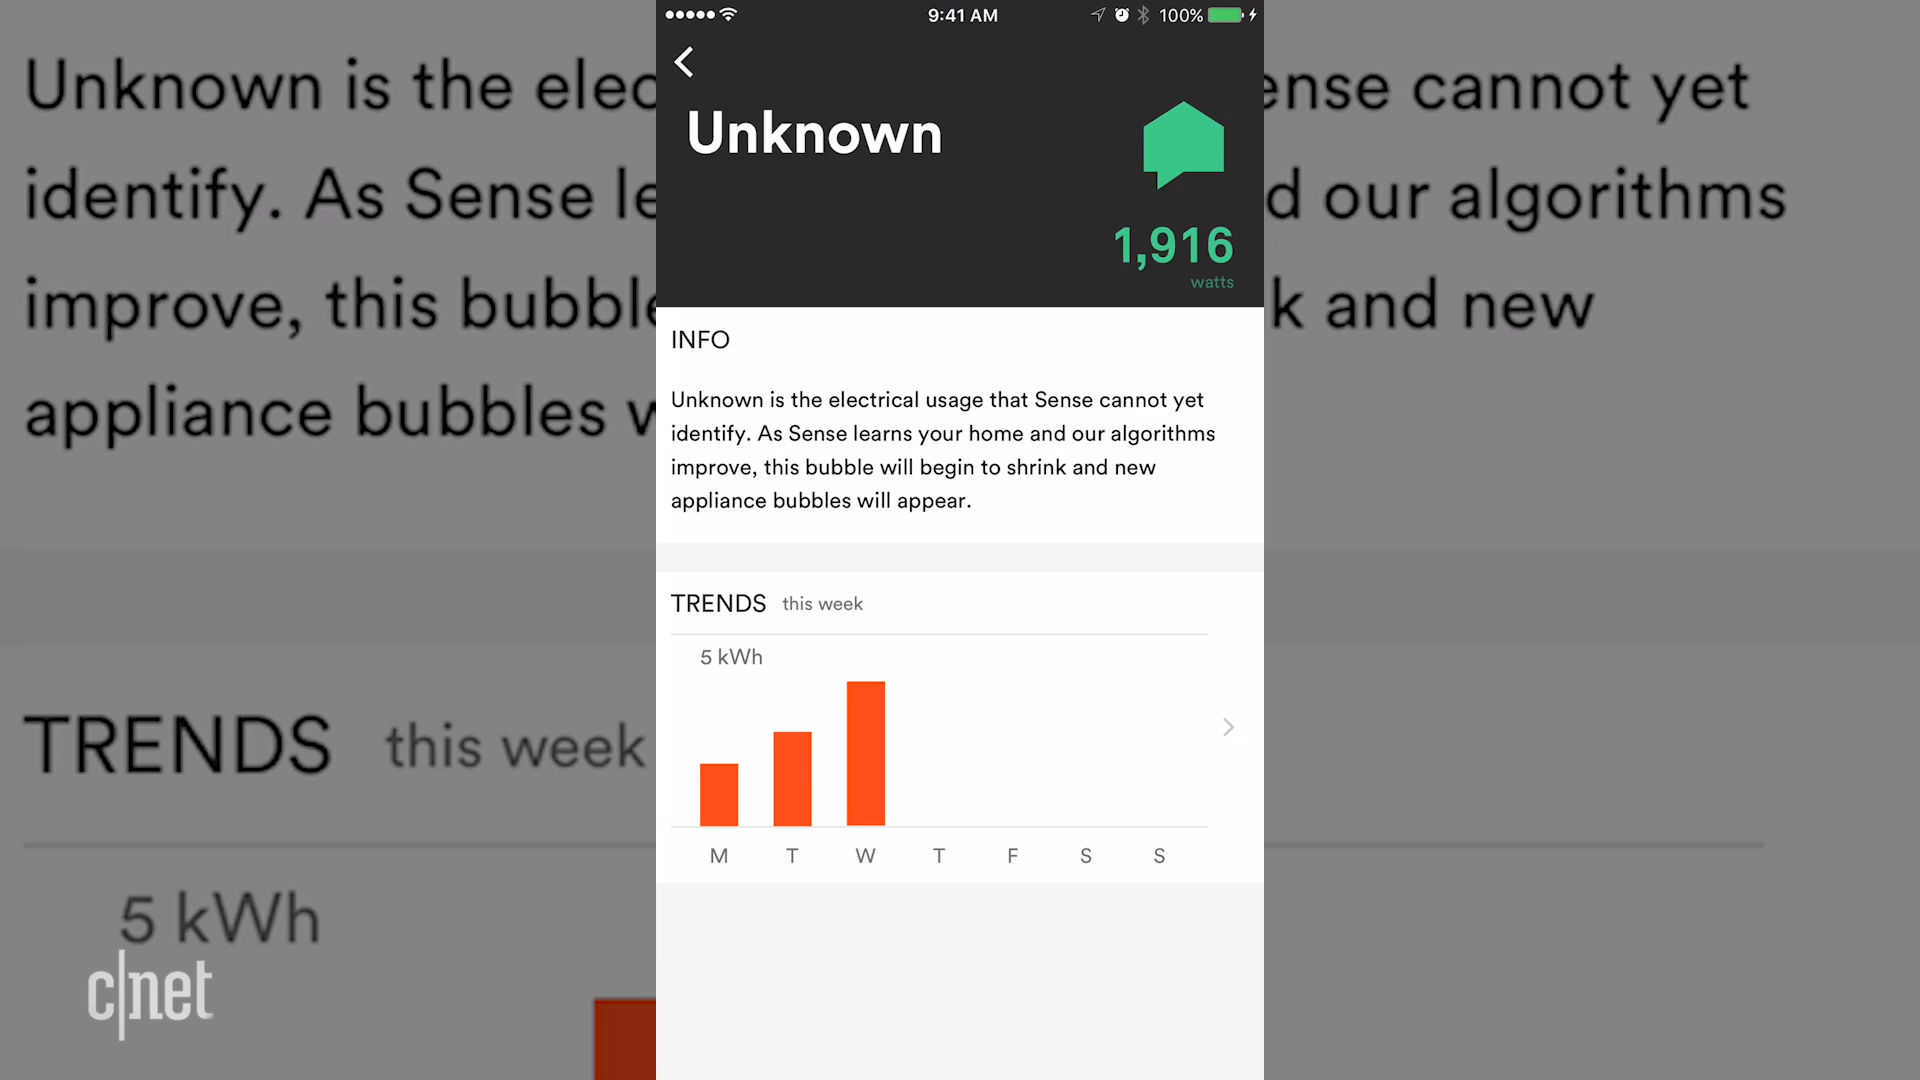 9:41 AM
100%
Unknown
1,916
watts
INFO
Unknown is the electrical usage that Sense cannot yet
identify. As Sense learns your home and our algorithms
improve, this bubble will begin to shrink and new
appliance bubbles will appear.
TRENDS this week
5 kWh
M T W T F S S
Unknown is the elec
ense cannot yet
identify. As Sense le
d our algorithms
improve, this bubble
k and new
appliance bubbles w
TRENDS this week
5 kWh
c|net